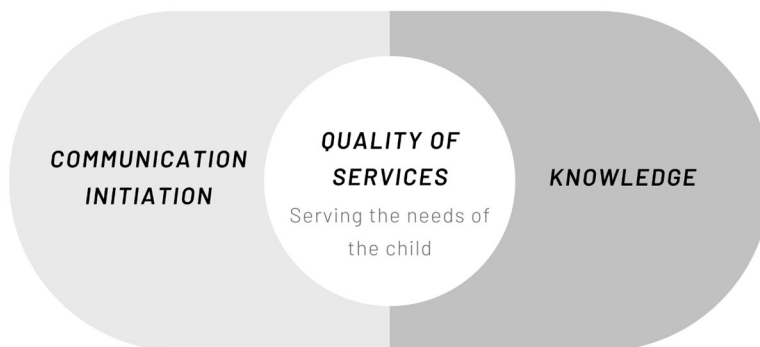 COMMUNICATION
INITIATION
QUALITY OF
SERVICES
Serving the needs of
the child
KNOWLEDGE